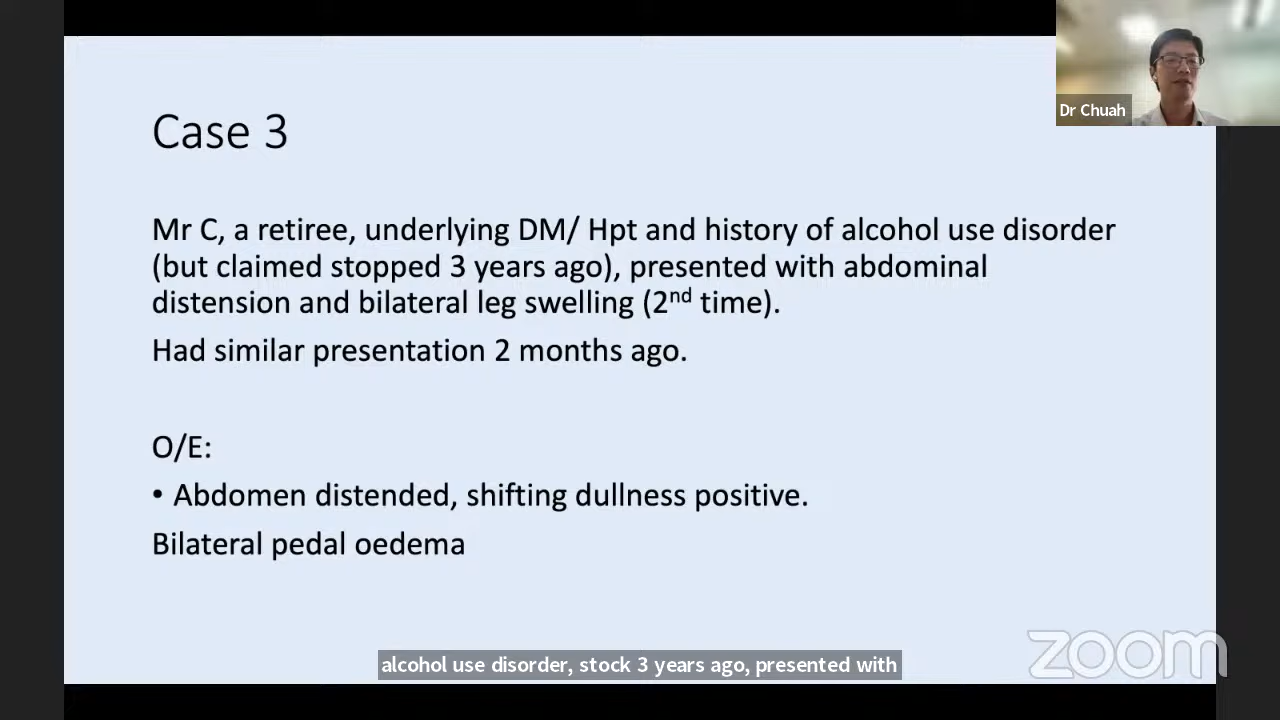 Dr Chuah
Case 3
Mr C, a retiree, underlying DM/ Hpt and history of alcohol use disorder
(but claimed stopped 3 years ago), presented with abdominal
distension and bilateral leg swelling (2nd time).
Had similar presentation 2 months ago.
O/E:
• Abdomen distended, shifting dullness positive.
Bilateral pedal oedema
alcohol use disorder, stock 3 years ago, presented with
zoom